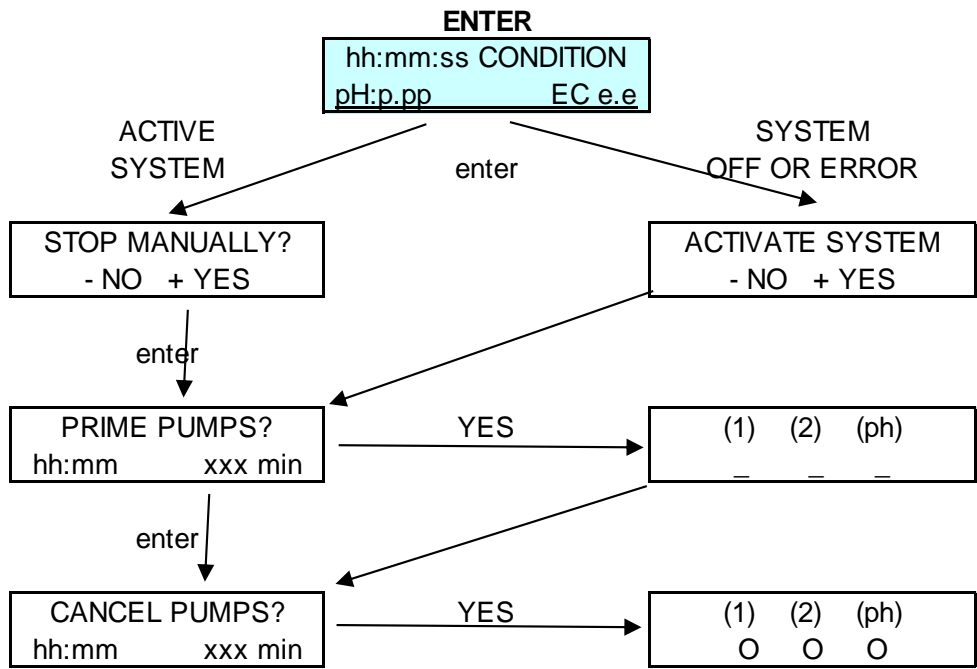 ENTER
hh:mm:ss CONDITION
pH:p.pp EC e.e
ACTIVE
SYSTEM
enter
SYSTEM
OFF OR ERROR
STOP MANUALLY?
- NO + YES
ACTIVATE SYSTEM
- NO + YES
enter
PRIME PUMPS?
hh:mm xxx min
YES
(1) (2) (ph)
_ _ _
enter
CANCEL PUMPS?
hh:mm xxx min
YES
(1) (2) (ph)
O O O